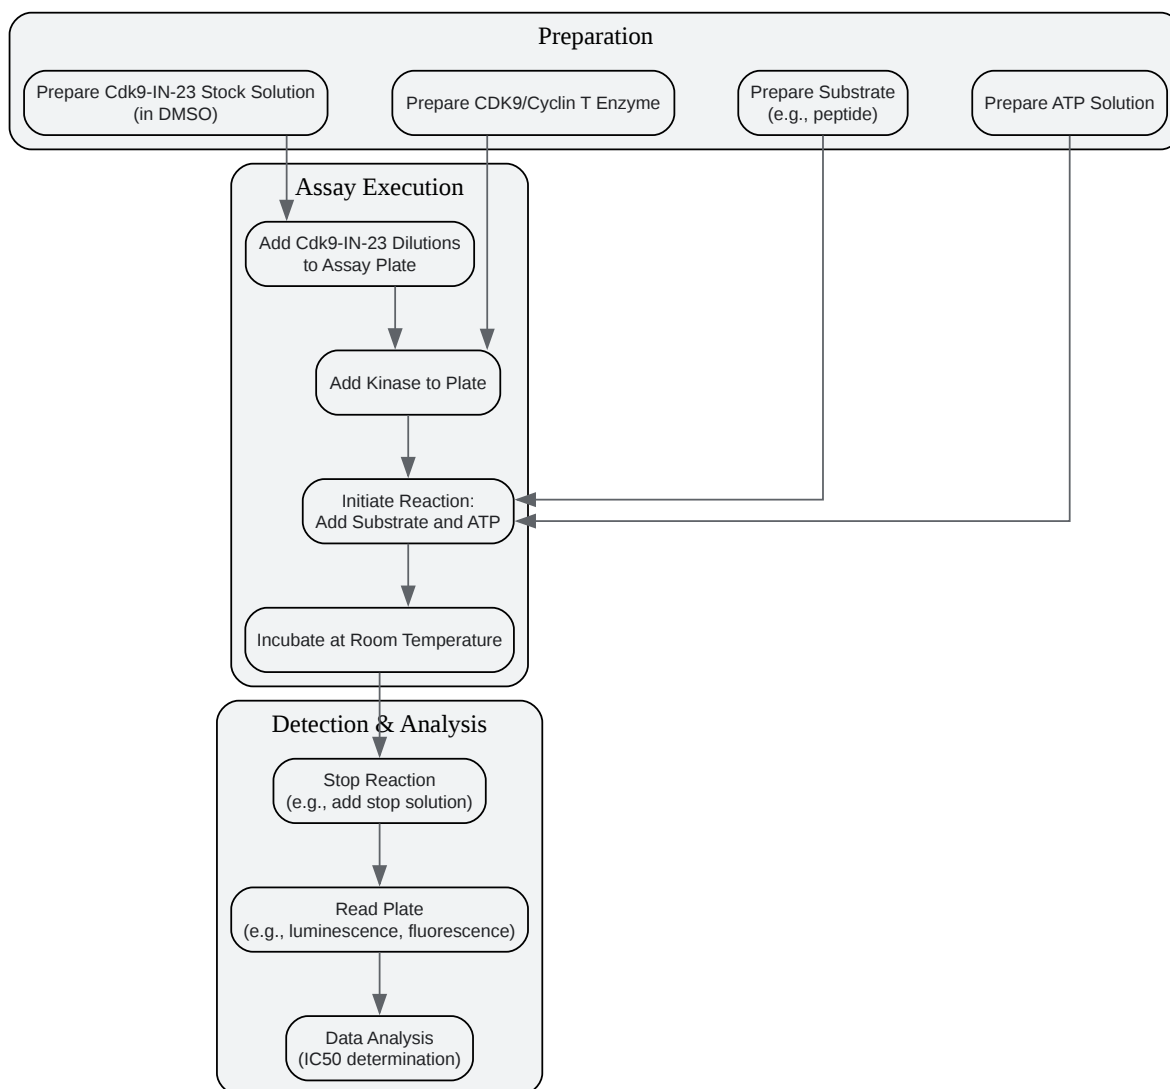 Preparation
Prepare Cdk9-IN-23 Stock Solution
(in DMSO)
Prepare CDK9/Cyclin T Enzyme
Prepare Substrate
(e.g., peptide)
Prepare ATP Solution
Assay Execution
Add Cdk9-IN-23 Dilutions
to Assay Plate
Add Kinase to Plate
Initiate Reaction:
Add Substrate and ATP
Incubate at Room Temperature
Detection & Analysis
Stop Reaction
(e.g., add stop solution)
Read Plate
(e.g., luminescence, fluorescence)
Data Analysis
(IC50 determination)